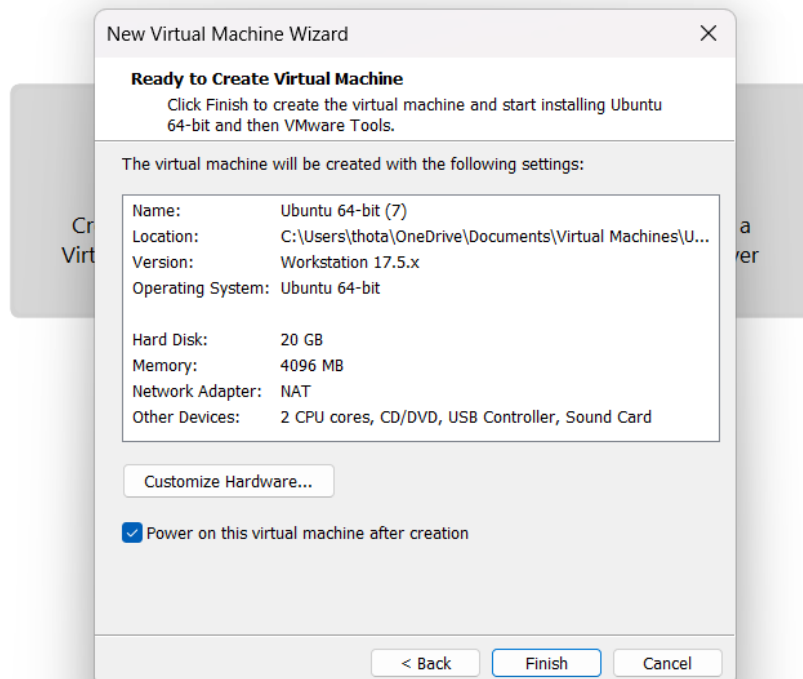 New Virtual Machine Wizard
Ready to Create Virtual Machine
Click Finish to create the virtual machine and start installing Ubuntu
64-bit and then VMware Tools.
The virtual machine will be created with the following settings:
Name: Ubuntu 64-bit (7)
Location: C:\Users\thota\OneDrive\Documents\Virtual Machines\U...
Version: Workstation 17.5.x
Operating System: Ubuntu 64-bit
Hard Disk: 20 GB
Memory: 4096 MB
Network Adapter: NAT
Other Devices: 2 CPU cores, CD/DVD, USB Controller, Sound Card
Cr a
Virt ver
Customize Hardware...
Power on this virtual machine after creation
< Back Finish Cancel